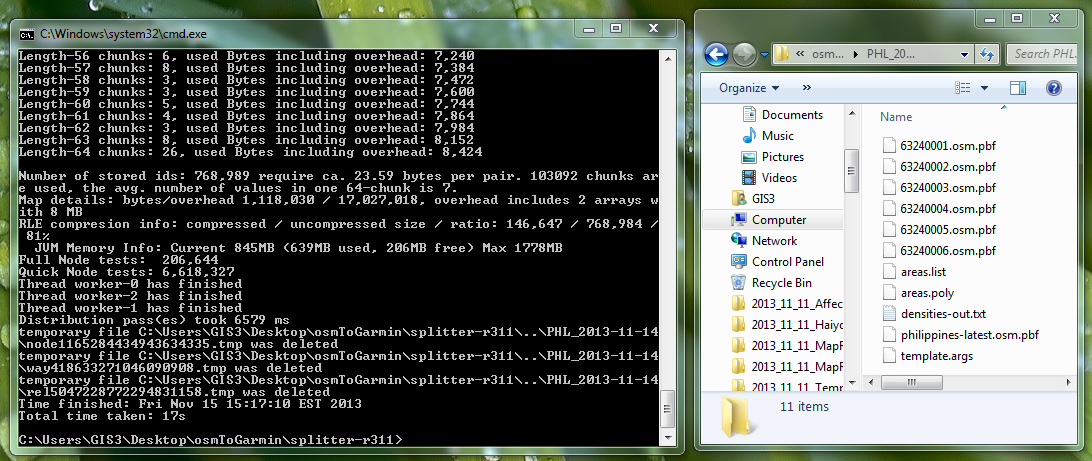 C:\Windows\system32\cmd.exe
Length-56 chunks: 6, used Bytes including overhead: 7,240
Length-57 chunks: 8, used Bytes including overhead: 7,384
Length-58 chunks: 3, used Bytes including overhead: 7,472
Length-59 chunks: 3, used Bytes including overhead: 7,600
Length-60 chunks: 5, used Bytes including overhead: 7,744
Length-61 chunks: 4, used Bytes including overhead: 7,864
Length-62 chunks: 3, used Bytes including overhead: 7,984
Length-63 chunks: 8, used Bytes including overhead: 8,152
Length-64 chunks: 26, used Bytes including overhead: 8,424
Number of stored ids: 768,989 require ca. 23.59 bytes per pair. 103092 chunks ar
e used, the avg. number of values in one 64-chunk is 7.
Map details: bytes/overhead 1,118,030 / 17,027,018, overhead includes 2 arrays w
ith 8 MB
RLE compresion info: compressed / uncompressed size / ratio: 146,647 / 768,984 /
81%
JVM Memory Info: Current 845MB (639MB used, 206MB free) Max 1778MB
Full Node tests:  206,644
Quick Node tests: 6,618,327
Thread worker-0 has finished
Thread worker-2 has finished
Thread worker-1 has finished
Distribution pass(es) took 6579 ms
temporary file C:\Users\GIS3\Desktop\osmToGarmin\splitter-r311\..\PHL_2013-11-14
\node1165284434943634335.tmp was deleted
temporary file C:\Users\GIS3\Desktop\osmToGarmin\splitter-r311\..\PHL_2013-11-14
\way418633271046090908.tmp was deleted
temporary file C:\Users\GIS3\Desktop\osmToGarmin\splitter-r311\..\PHL_2013-11-14
\rel5047228772294831158.tmp was deleted
Time finished: Fri Nov 15 15:17:10 EST 2013
Total time taken: 17s
C:\Users\GIS3\Desktop\osmToGarmin\splitter-r311>
« osm... PHL_20... Search PHL.
Organize »
Documents
Music
Pictures
Videos
GIS3
Computer
Network
Control Panel
Recycle Bin
2013_11_11_Affec
2013_11_11_Haiyo
2013_11_11_MapF
2013_11_11_MapF
2013_11_11_Temp
Name
63240001.osm.pbf
63240002.osm.pbf
63240003.osm.pbf
63240004.osm.pbf
63240005.osm.pbf
63240006.osm.pbf
areas.list
areas.poly
densities-out.txt
philippines-latest.osm.pbf
template.args
11 items